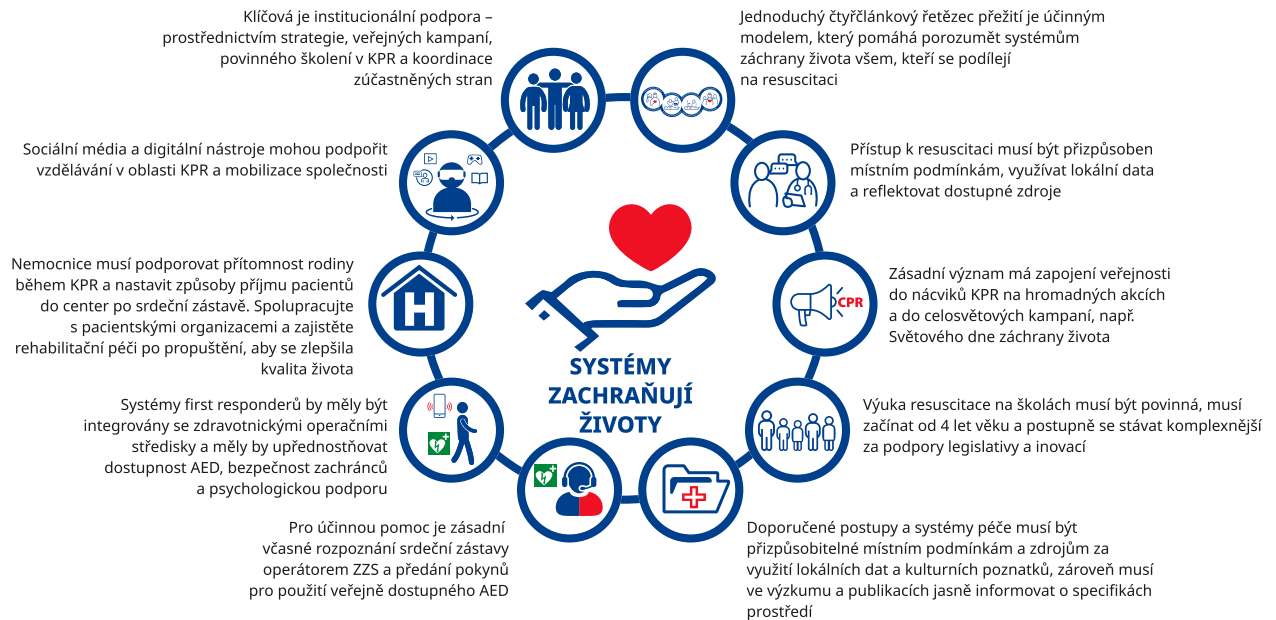 Klíčová je institucionální podpora –
prostřednictvím strategie, veřejných kampaní,
povinného školení v KPR a koordinace
zúčastněných stran
Jednoduchý čtyřčlánkový řetězec přežití je účinným
modelem, který pomáhá porozumět systémům
záchrany života všem, kteří se podílejí
na resuscitaci
Sociální média a digitální nástroje mohou podpořit
vzdělávání v oblasti KPR a mobilizace společnosti
Přístup k resuscitaci musí být přizpůsoben
místním podmínkám, využívat lokální data
a reflektovat dostupné zdroje
Nemocnice musí podporovat přítomnost rodiny
během KPR a nastavit způsoby příjmu pacientů
do center po srdeční zástavě. Spolupracujte
s pacientskými organizacemi a zajistěte
rehabilitační péči po propuštění, aby se zlepšila
kvalita života
H
Zásadní význam má zapojení veřejnosti
do nácviků KPR na hromadných akcích
a do celosvětových kampaní, např.
Světového dne záchrany života
CPR
SYSTÉMY
ZACHRAŇUJÍ
ŽIVOTY
Systémy first responderů by měly být
integrovány se zdravotnickými operačními
středisky a měly by upřednostňovat
dostupnost AED, bezpečnost zachránců
a psychologickou podporu
Výuka resuscitace na školách musí být povinná, musí
začínat od 4 let věku a postupně se stávat komplexnější
za podpory legislativy a inovací
Pro účinnou pomoc je zásadní
včasné rozpoznání srdeční zástavy
operátorem ZZS a předání pokynů
pro použití veřejně dostupného AED
Doporučené postupy a systémy péče musí být
přizpůsobitelné místním podmínkám a zdrojům za
využití lokálních dat a kulturních poznatků, zároveň musí
ve výzkumu a publikacích jasně informovat o specifikách
prostředí